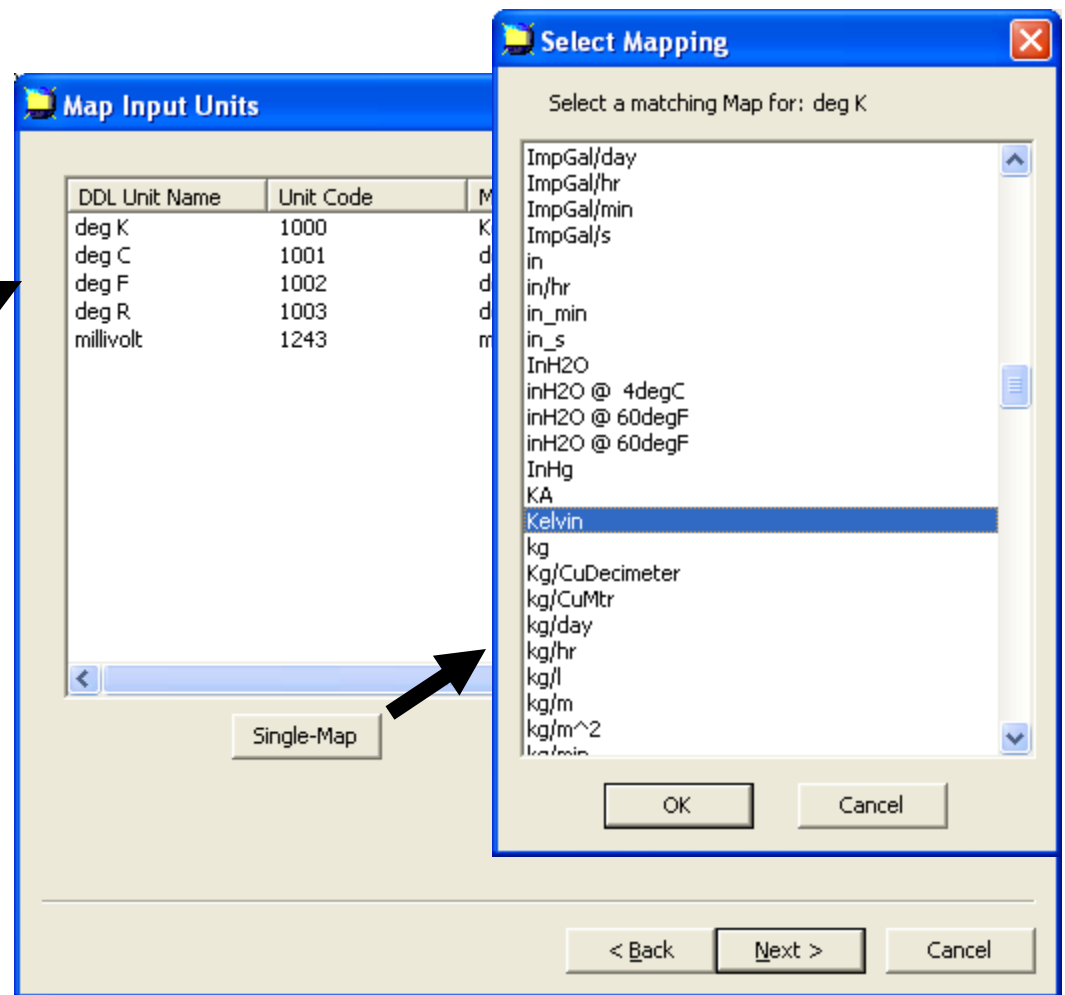 Select Mapping
Select a matching Map for: deg K
ImpGal/day
ImpGal/hr
ImpGal/min
ImpGal/s
in
in/hr
in_min
in_s
InH2O
inH2O @  4degC
inH2O @ 60degF
inH2O @ 60degF
InHg
KA
Kelvin
kg
Kg/CuDecimeter
kg/CuMtr
kg/day
kg/hr
kg/l
kg/m
kg/m^2
kg/min
OK Cancel
Map Input Units
DDL Unit Name Unit Code M
deg K 1000 K
deg C 1001 d
deg F 1002 d
deg R 1003 d
millivolt 1243 m
Single-Map
< Back Next > Cancel